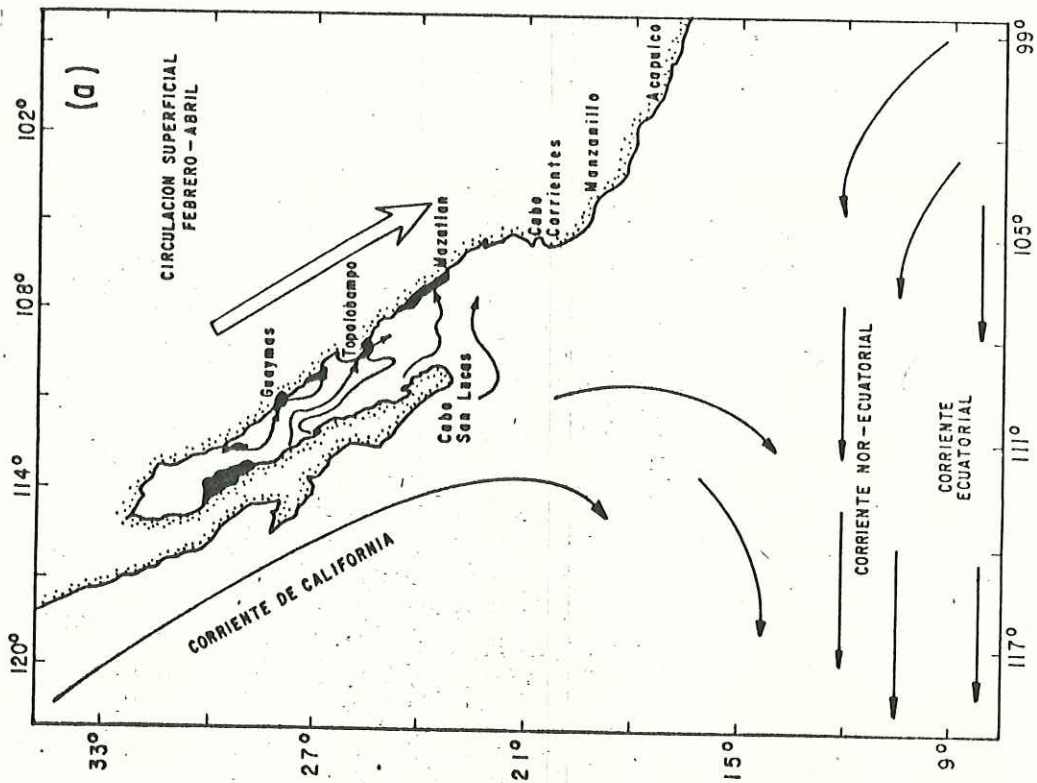 120° 114° 108° 102°
(a)
33°
CIRCULACION SUPERFICIAL
FEBRERO-ABRIL
Guaymas
27°
CORRIENTE DE CALIFORNIA
Topolobampo
Mazatlan
Cabo
San Lucas
21°
Cabo
Corrientes
Manzanillo
Acapulco
15°
CORRIENTE NOR-ECUATORIAL
CORRIENTE
ECUATORIAL
9°
117° 111° 105° 99°